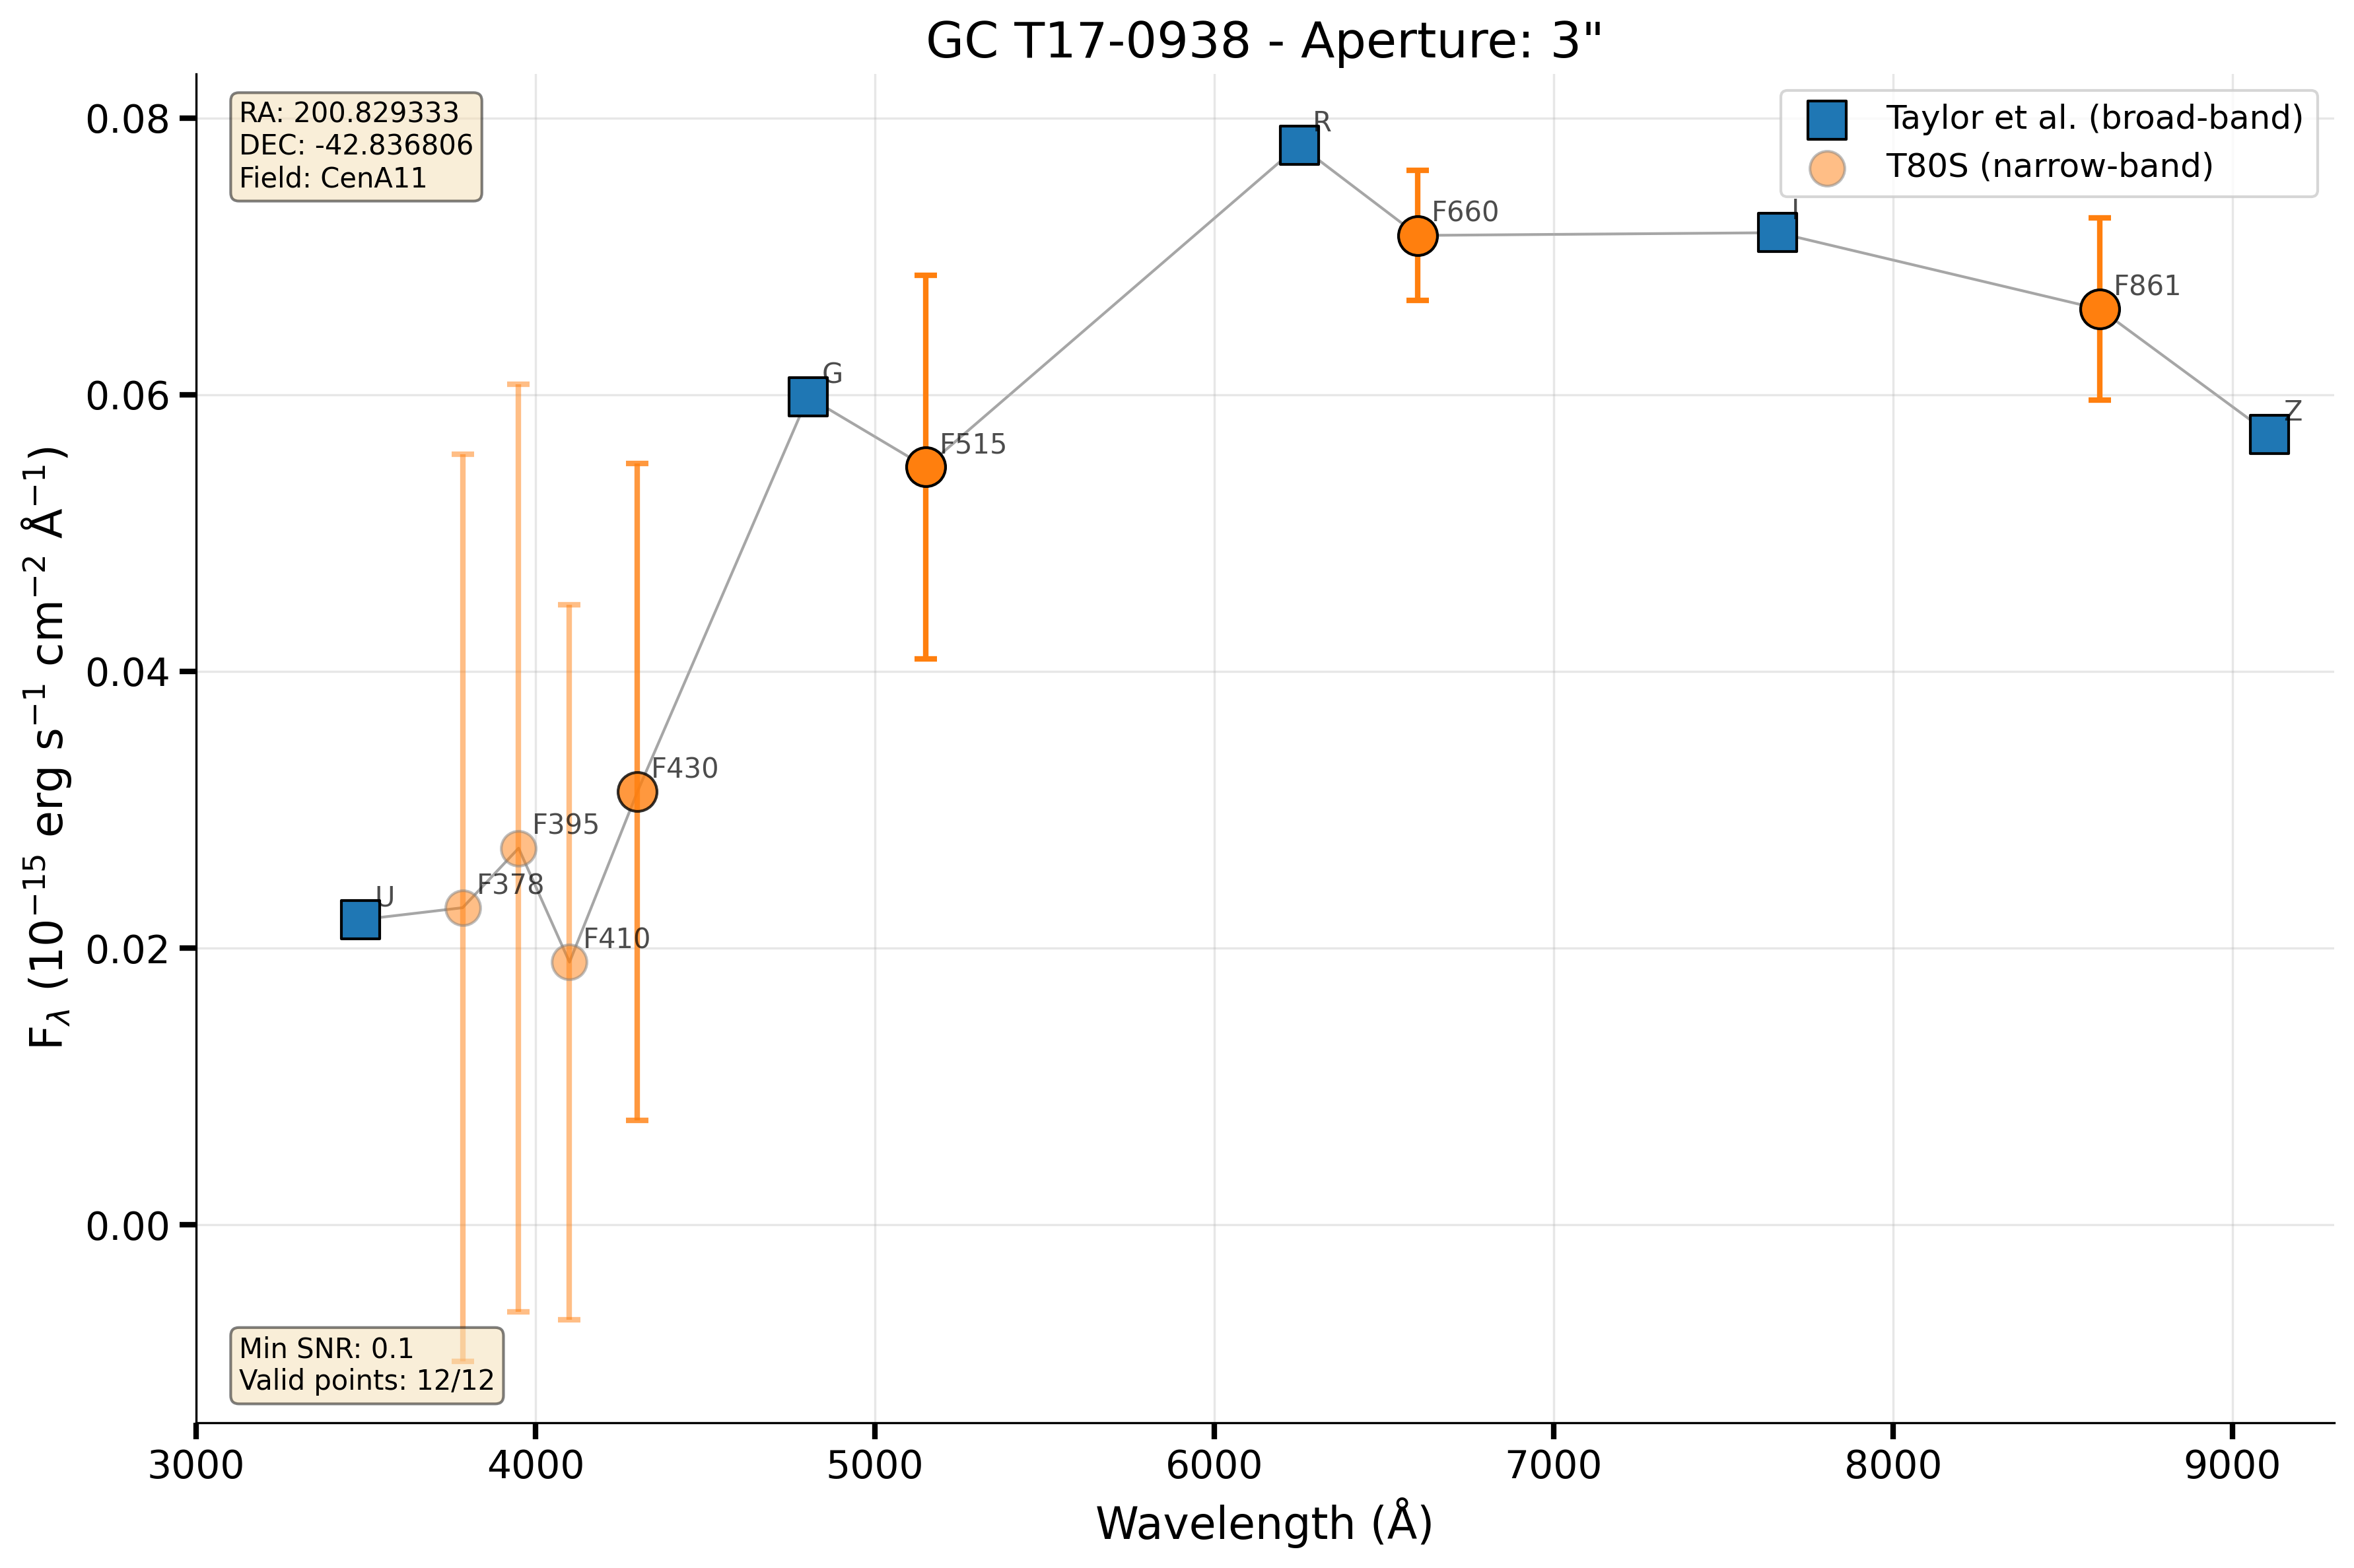 GC T17-0938 - Aperture: 3"
RA: 200.829333
DEC: -42.836806
Field: CenA11
Taylor et al. (broad-band)
T80S (narrow-band)
0.08
0.06
0.04
0.02
0.00
F_λ (10⁻¹⁵ erg s⁻¹ cm⁻² Å⁻¹)
R
F660
I
F861
G
F515
Z
F430
F395
F378
U
F410
Min SNR: 0.1
Valid points: 12/12
3000
4000
5000
6000
7000
8000
9000
Wavelength (Å)